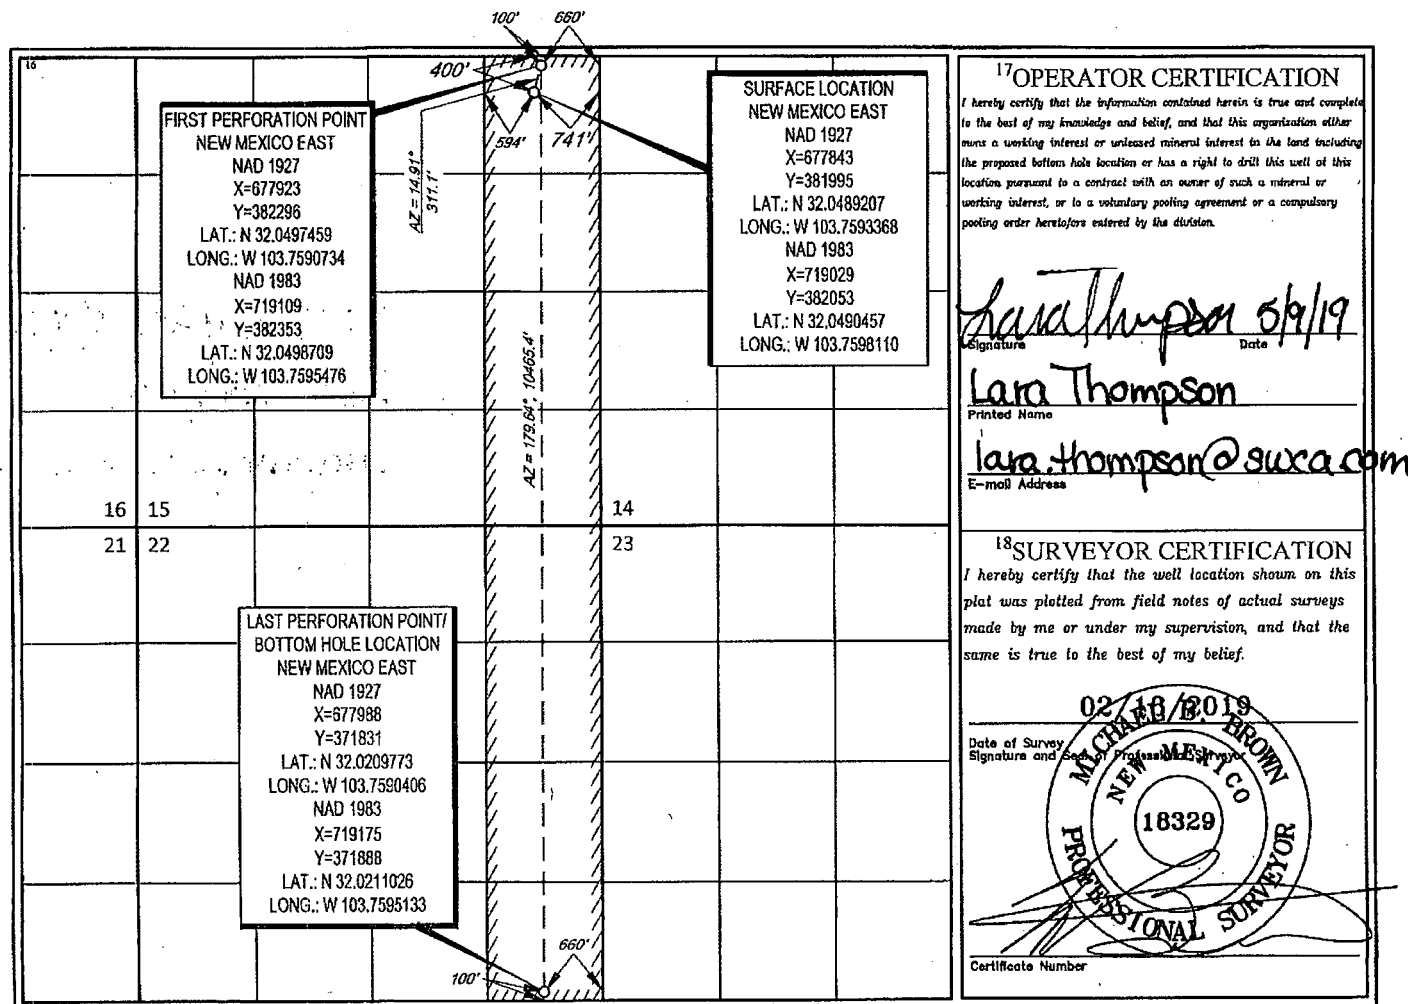 100' 660'
16
400'
594' 741'
AZ = 14.91°
311.1'
FIRST PERFORATION POINT
NEW MEXICO EAST
NAD 1927
X=677923
Y=382296
LAT.: N 32.0497459
LONG.: W 103.7590734
NAD 1983
X=719109
Y=382353
LAT.: N 32.0498709
LONG.: W 103.7595476
SURFACE LOCATION
NEW MEXICO EAST
NAD 1927
X=677843
Y=381995
LAT.: N 32.0489207
LONG.: W 103.7593368
NAD 1983
X=719029
Y=382053
LAT.: N 32.0490457
LONG.: W 103.7598110
AZ = 179.64°, 10465.4'
16 15 14
21 22 23
LAST PERFORATION POINT/
BOTTOM HOLE LOCATION
NEW MEXICO EAST
NAD 1927
X=677988
Y=371831
LAT.: N 32.0209773
LONG.: W 103.7590406
NAD 1983
X=719175
Y=371888
LAT.: N 32.0211026
LONG.: W 103.7595133
660'
100'
17 OPERATOR CERTIFICATION
I hereby certify that the information contained herein is true and complete
to the best of my knowledge and belief, and that this organization either
owns a working interest or unleased mineral interest in the land including
the proposed bottom hole location or has a right to drill this well at this
location pursuant to a contract with an owner of such a mineral or
working interest, or to a voluntary pooling agreement or a compulsory
pooling order heretofore entered by the division.
Lara Thompson 5/9/19
Signature Date
Lara Thompson
Printed Name
lara.thompson@swca.com
E-mail Address
18 SURVEYOR CERTIFICATION
I hereby certify that the well location shown on this
plat was plotted from field notes of actual surveys
made by me or under my supervision, and that the
same is true to the best of my belief.
02/ /2019
Date of Survey
Signature and Seal of Professional Surveyor
MICHAEL B. BROWN
NEW MEXICO
18329
PROFESSIONAL SURVEYOR
Certificate Number